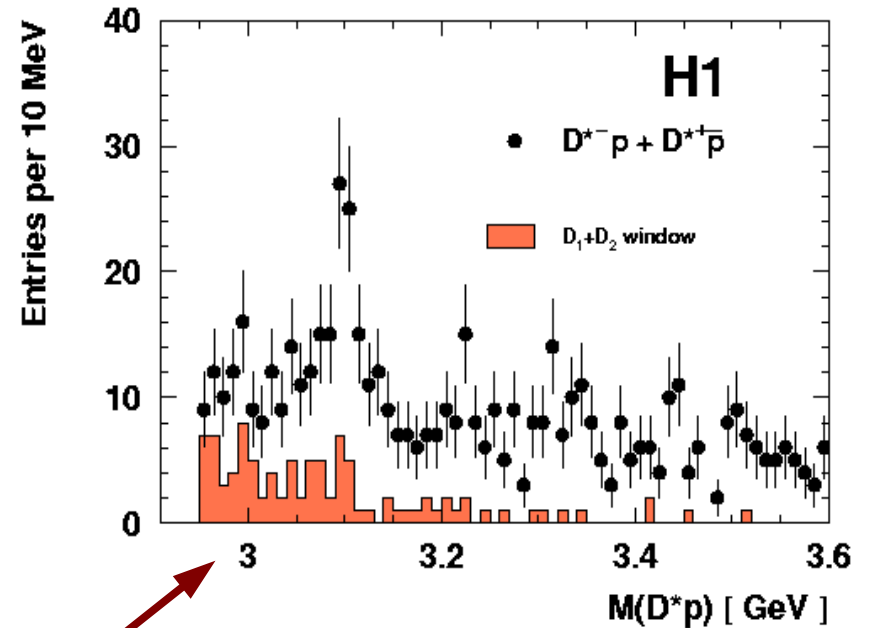 Entries per 10 MeV
40
30
20
10
0
H1
D*⁻p + D*⁺p̅
D₁+D₂ window
3
3.2
3.4
3.6
M(D*p) [ GeV ]